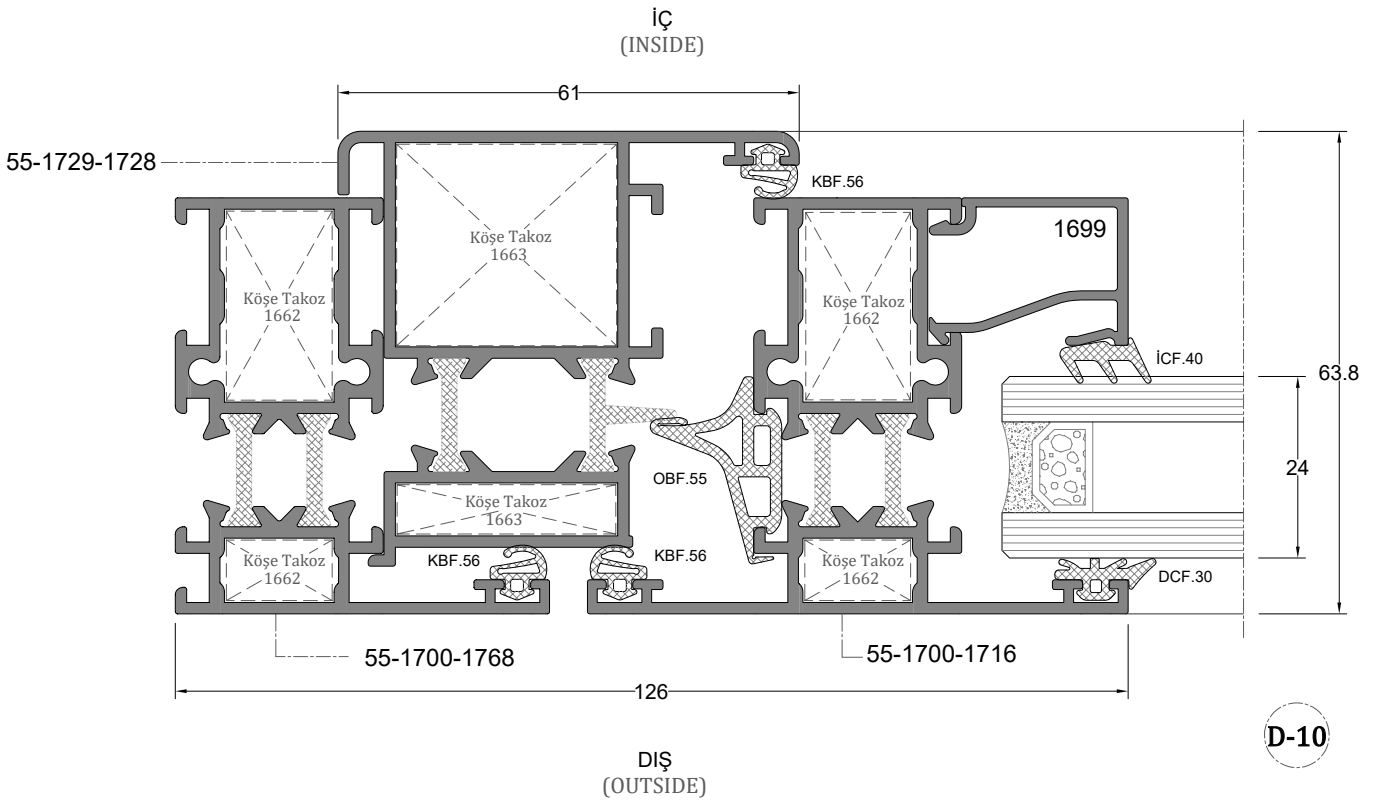 İÇ
(INSIDE)
61
55-1729-1728
KBF.56
1699
Köşe Takoz
1663
Köşe Takoz
1662
Köşe Takoz
1662
İCF.40
63.8
24
OBF.55
Köşe Takoz
1663
KBF.56
KBF.56
Köşe Takoz
1662
Köşe Takoz
1662
DCF.30
55-1700-1768
55-1700-1716
126
D-10
DIŞ
(OUTSIDE)